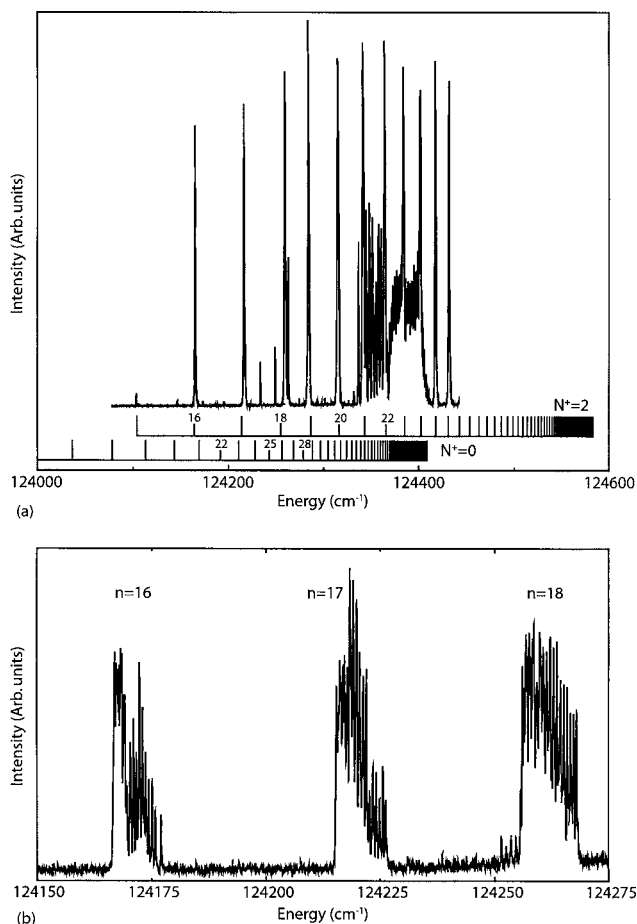 Intensity (Arb. units)
16 18 20 22
N⁺=2
22 25 28
N⁺=0
124000 124200 124400 124600
Energy (cm⁻¹)
(a)
n=16 n=17 n=18
Intensity (Arb. units)
124150 124175 124200 124225 124250 124275
Energy (cm⁻¹)
(b)